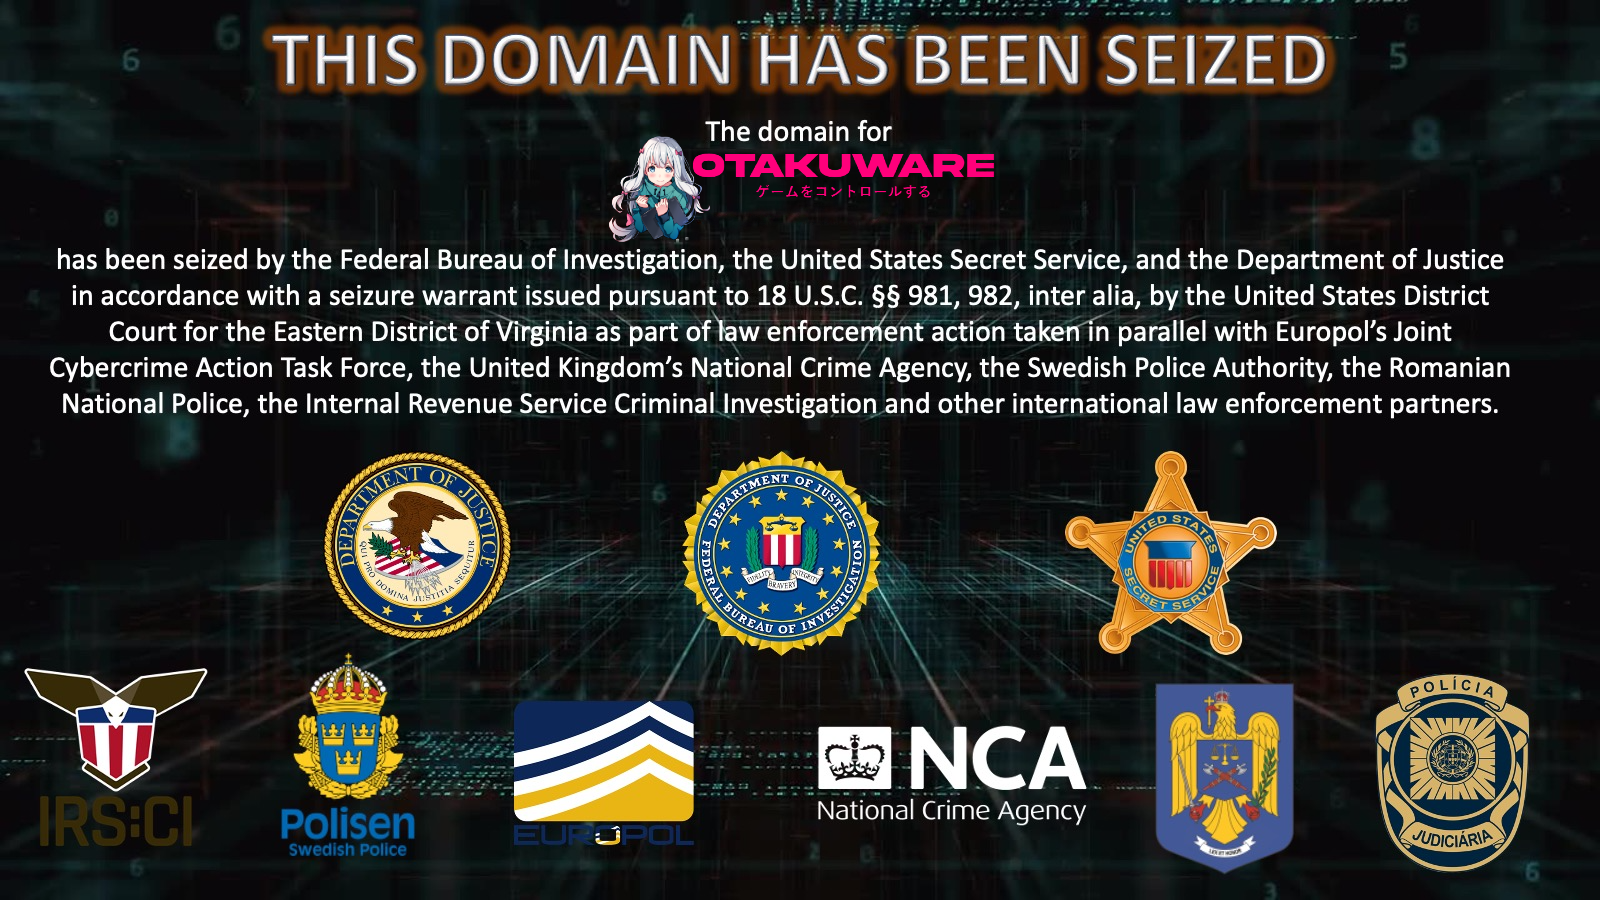 THIS DOMAIN HAS BEEN SEIZED
The domain for
OTAKUWARE
ゲームをコントロールする
has been seized by the Federal Bureau of Investigation, the United States Secret Service, and the Department of Justice
in accordance with a seizure warrant issued pursuant to 18 U.S.C. §§ 981, 982, inter alia, by the United States District
Court for the Eastern District of Virginia as part of law enforcement action taken in parallel with Europol’s Joint
Cybercrime Action Task Force, the United Kingdom’s National Crime Agency, the Swedish Police Authority, the Romanian
National Police, the Internal Revenue Service Criminal Investigation and other international law enforcement partners.
DEPARTMENT OF JUSTICE
QUI PRO DOMINA JUSTITIA SEQUITUR
DEPARTMENT OF JUSTICE
FIDELITY BRAVERY INTEGRITY
FEDERAL BUREAU OF INVESTIGATION
UNITED STATES
SECRET SERVICE
IRS:CI
Polisen
Swedish Police
EUROPOL
NCA
National Crime Agency
LEX ET HONOR
POLÍCIA
JUDICIÁRIA